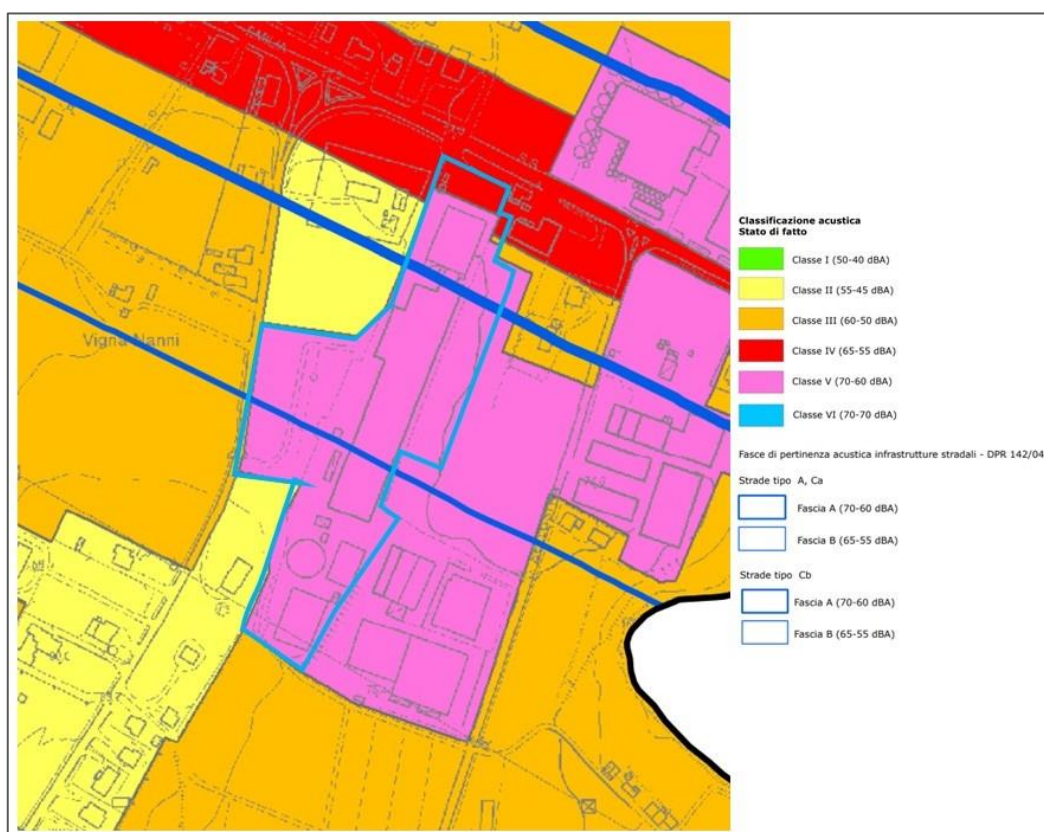 Vigna Nanni
Classificazione acustica
Stato di fatto
Classe I (50-40 dBA)
Classe II (55-45 dBA)
Classe III (60-50 dBA)
Classe IV (65-55 dBA)
Classe V (70-60 dBA)
Classe VI (70-70 dBA)
Fasce di pertinenza acustica infrastrutture stradali - DPR 142/04
Strade tipo A, Ca
Fascia A (70-60 dBA)
Fascia B (65-55 dBA)
Strade tipo Cb
Fascia A (70-60 dBA)
Fascia B (65-55 dBA)